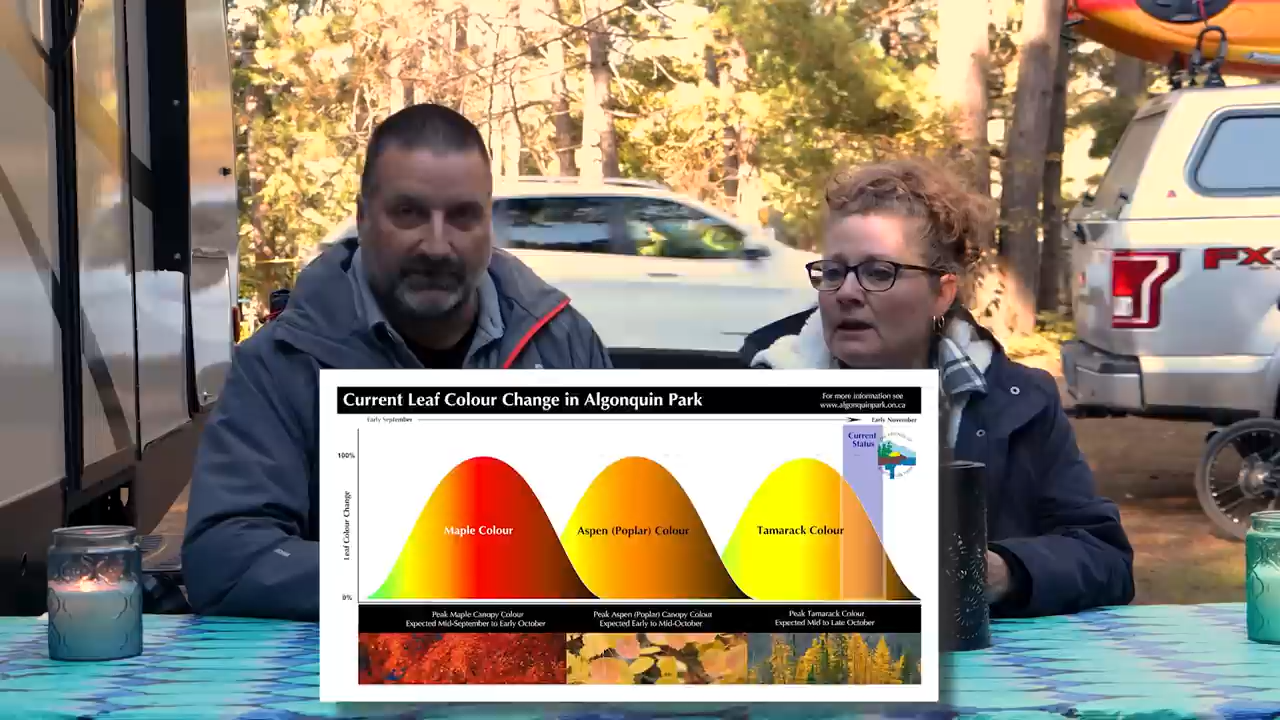 FX
Current Leaf Colour Change in Algonquin Park
For more information see
www.algonquinpark.on.ca
Early September
Early November
Current
Status
100%
Leaf Colour Change
Maple Colour
Aspen (Poplar) Colour
Tamarack Colour
0%
Peak Maple Canopy Colour
Expected Mid-September to Early October
Peak Aspen (Poplar) Canopy Colour
Expected Early to Mid-October
Peak Tamarack Colour
Expected Mid to Late October